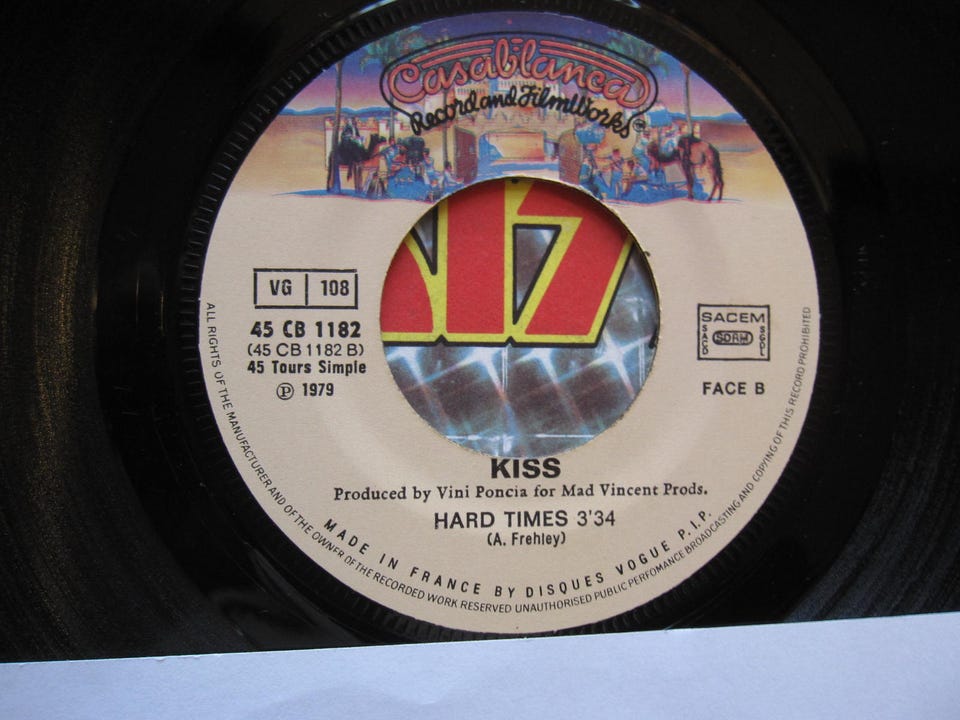 Casablanca
Record and FilmWorks
VG 108
45 CB 1182
(45 CB 1182 B)
45 Tours Simple
Ⓟ 1979
SACEM
SACD SDRM SGDL
FACE B
KISS
Produced by Vini Poncia for Mad Vincent Prods.
HARD TIMES 3'34
(A. Frehley)
MADE IN FRANCE BY DISQUES VOGUE P.I.P.
ALL RIGHTS OF THE MANUFACTURER AND OF THE OWNER OF THE RECORDED WORK RESERVED UNAUTHORISED PUBLIC PERFOMANCE BROADCASTING AND COPYING OF THIS RECORD PROHIBITED